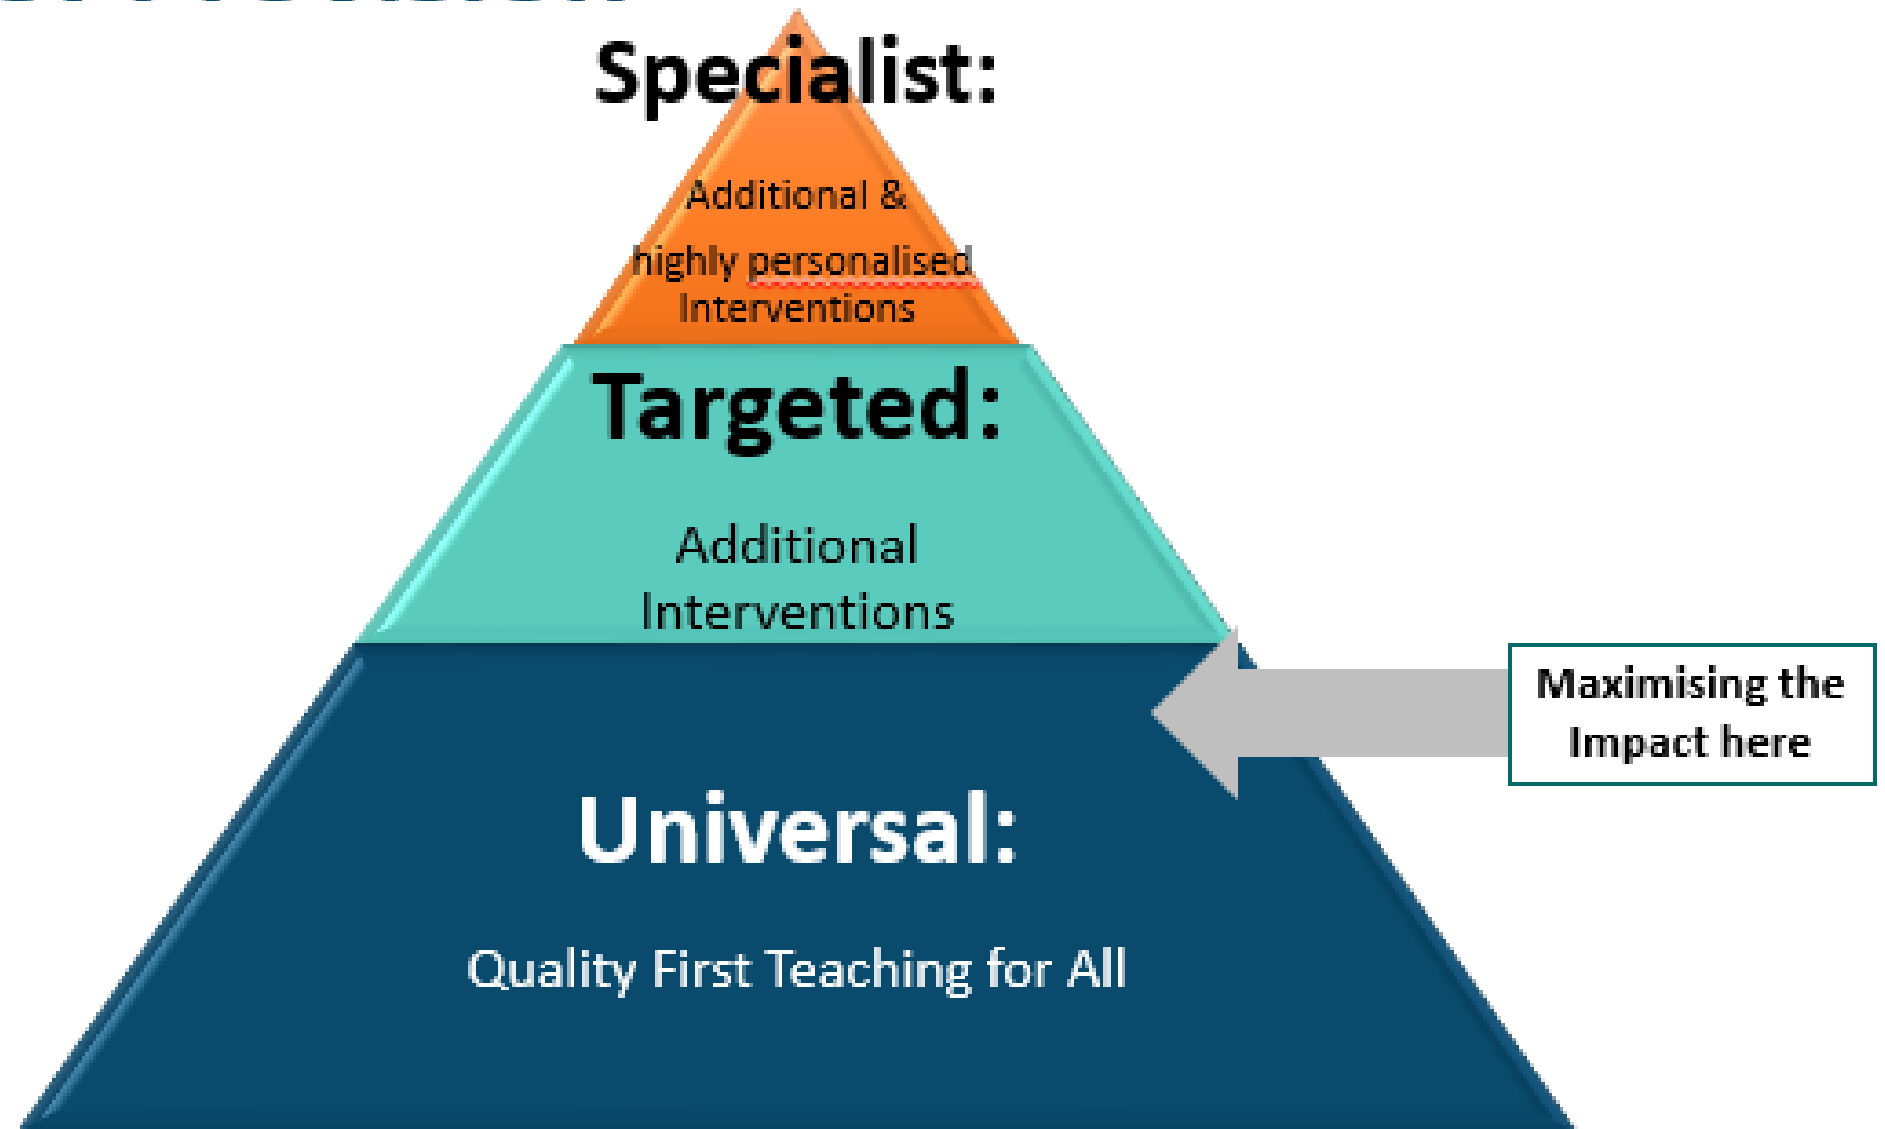 Specialist:
Additional &
highly personalised
Interventions
Targeted:
Additional
Interventions
Maximising the
Impact here
Universal:
Quality First Teaching for All